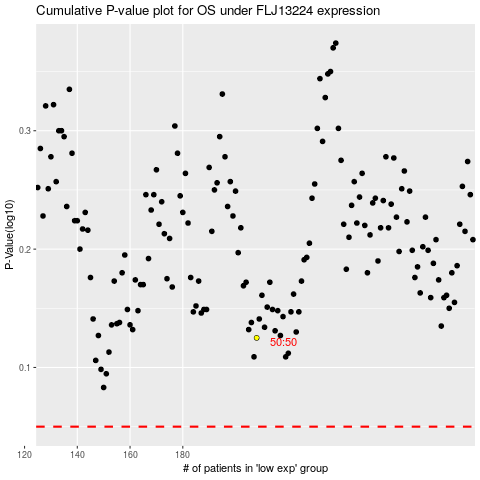 Cumulative P-value plot for OS under FLJ13224 expression
P-Value(log10)
0.3
0.2
0.1
50:50
120 140 160 180
# of patients in 'low exp' group